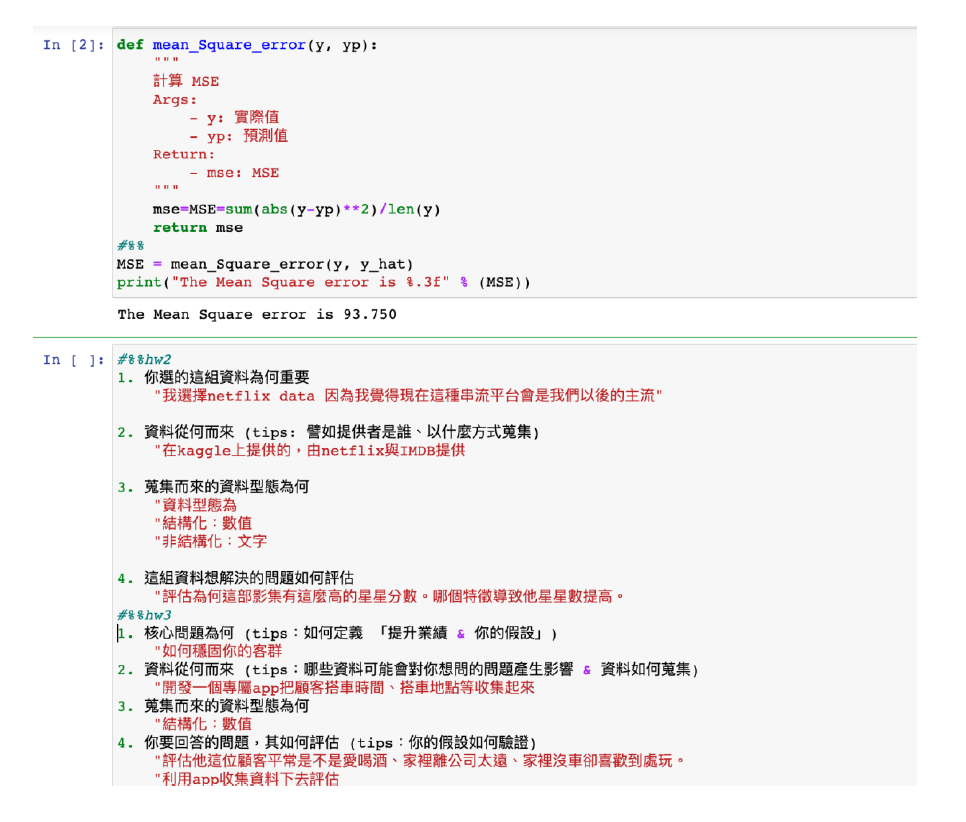 In [2]: def mean_Square_error(y, yp):
"""
計算 MSE
Args:
- y: 實際值
- yp: 預測值
Return:
- mse: MSE
"""
mse=MSE=sum(abs(y-yp)**2)/len(y)
return mse
#%%
MSE = mean_Square_error(y, y_hat)
print("The Mean Square error is %.3f" % (MSE))
The Mean Square error is 93.750
In [ ]: #%%hw2
1. 你選的這組資料為何重要
"我選擇netflix data 因為我覺得現在這種串流平台會是我們以後的主流"
2. 資料從何而來 (tips: 譬如提供者是誰、以什麼方式蒐集)
"在kaggle上提供的，由netflix與IMDB提供
3. 蒐集而來的資料型態為何
"資料型態為
"結構化：數值
"非結構化：文字
4. 這組資料想解決的問題如何評估
"評估為何這部影集有這麼高的星星分數。哪個特徵導致他星星數提高。
#%%hw3
1. 核心問題為何 (tips：如何定義 「提升業績 & 你的假設」)
"如何穩固你的客群
2. 資料從何而來 (tips：哪些資料可能會對你想問的問題產生影響 & 資料如何蒐集)
"開發一個專屬app把顧客搭車時間、搭車地點等收集起來
3. 蒐集而來的資料型態為何
"結構化：數值
4. 你要回答的問題，其如何評估 (tips：你的假設如何驗證)
"評估他這位顧客平常是不是愛喝酒、家裡離公司太遠、家裡沒車卻喜歡到處玩。
"利用app收集資料下去評估